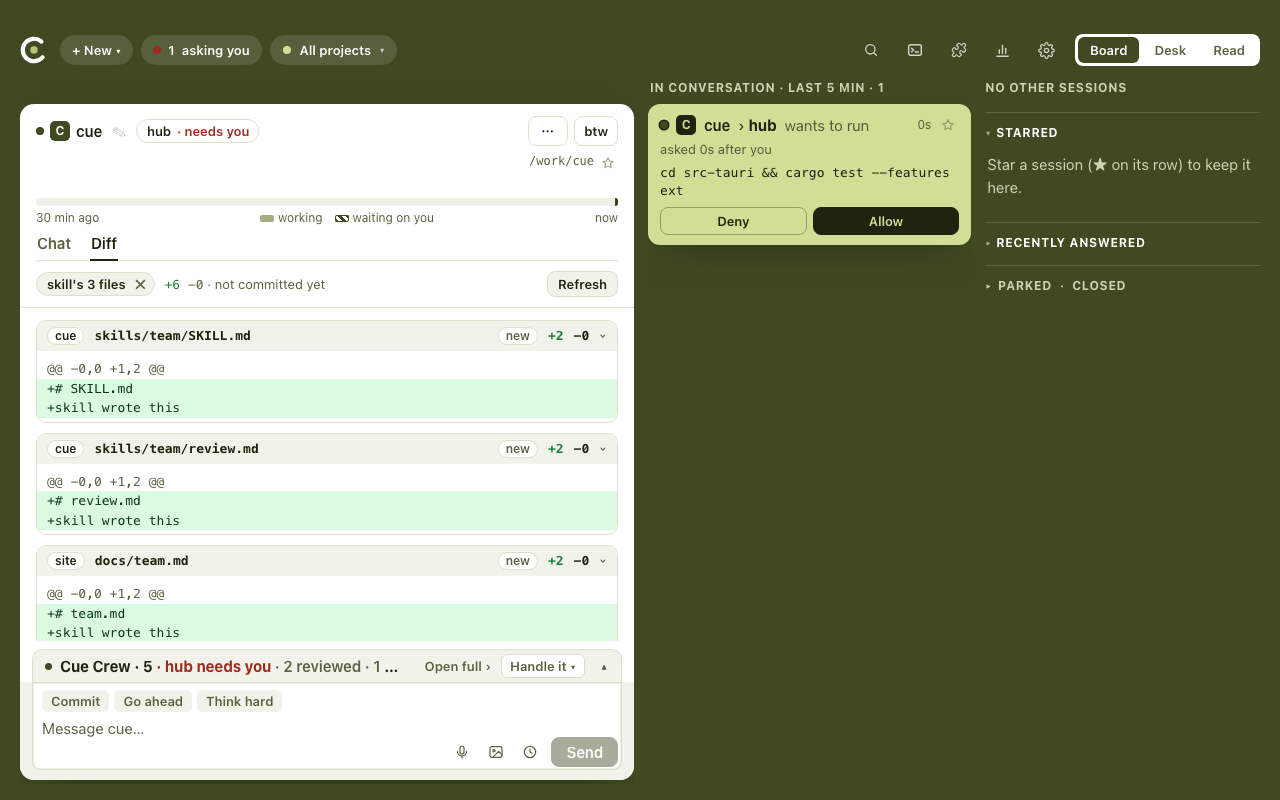 + New ▾
1 asking you
All projects ▾
Board
Desk
Read
C cue
hub · needs you
...
btw
/work/cue
30 min ago
working
waiting on you
now
Chat
Diff
skill's 3 files ✕
+6 −0 · not committed yet
Refresh
cue skills/team/SKILL.md new +2 −0
@@ −0,0 +1,2 @@
+# SKILL.md
+skill wrote this
cue skills/team/review.md new +2 −0
@@ −0,0 +1,2 @@
+# review.md
+skill wrote this
site docs/team.md new +2 −0
@@ −0,0 +1,2 @@
+# team.md
+skill wrote this
Cue Crew · 5 · hub needs you · 2 reviewed · 1 ...
Open full ›
Handle it ▾
Commit
Go ahead
Think hard
Message cue...
Send
IN CONVERSATION · LAST 5 MIN · 1
C cue › hub wants to run 0s
asked 0s after you
cd src-tauri && cargo test --features
ext
Deny
Allow
NO OTHER SESSIONS
STARRED
Star a session (★ on its row) to keep it
here.
RECENTLY ANSWERED
PARKED · CLOSED